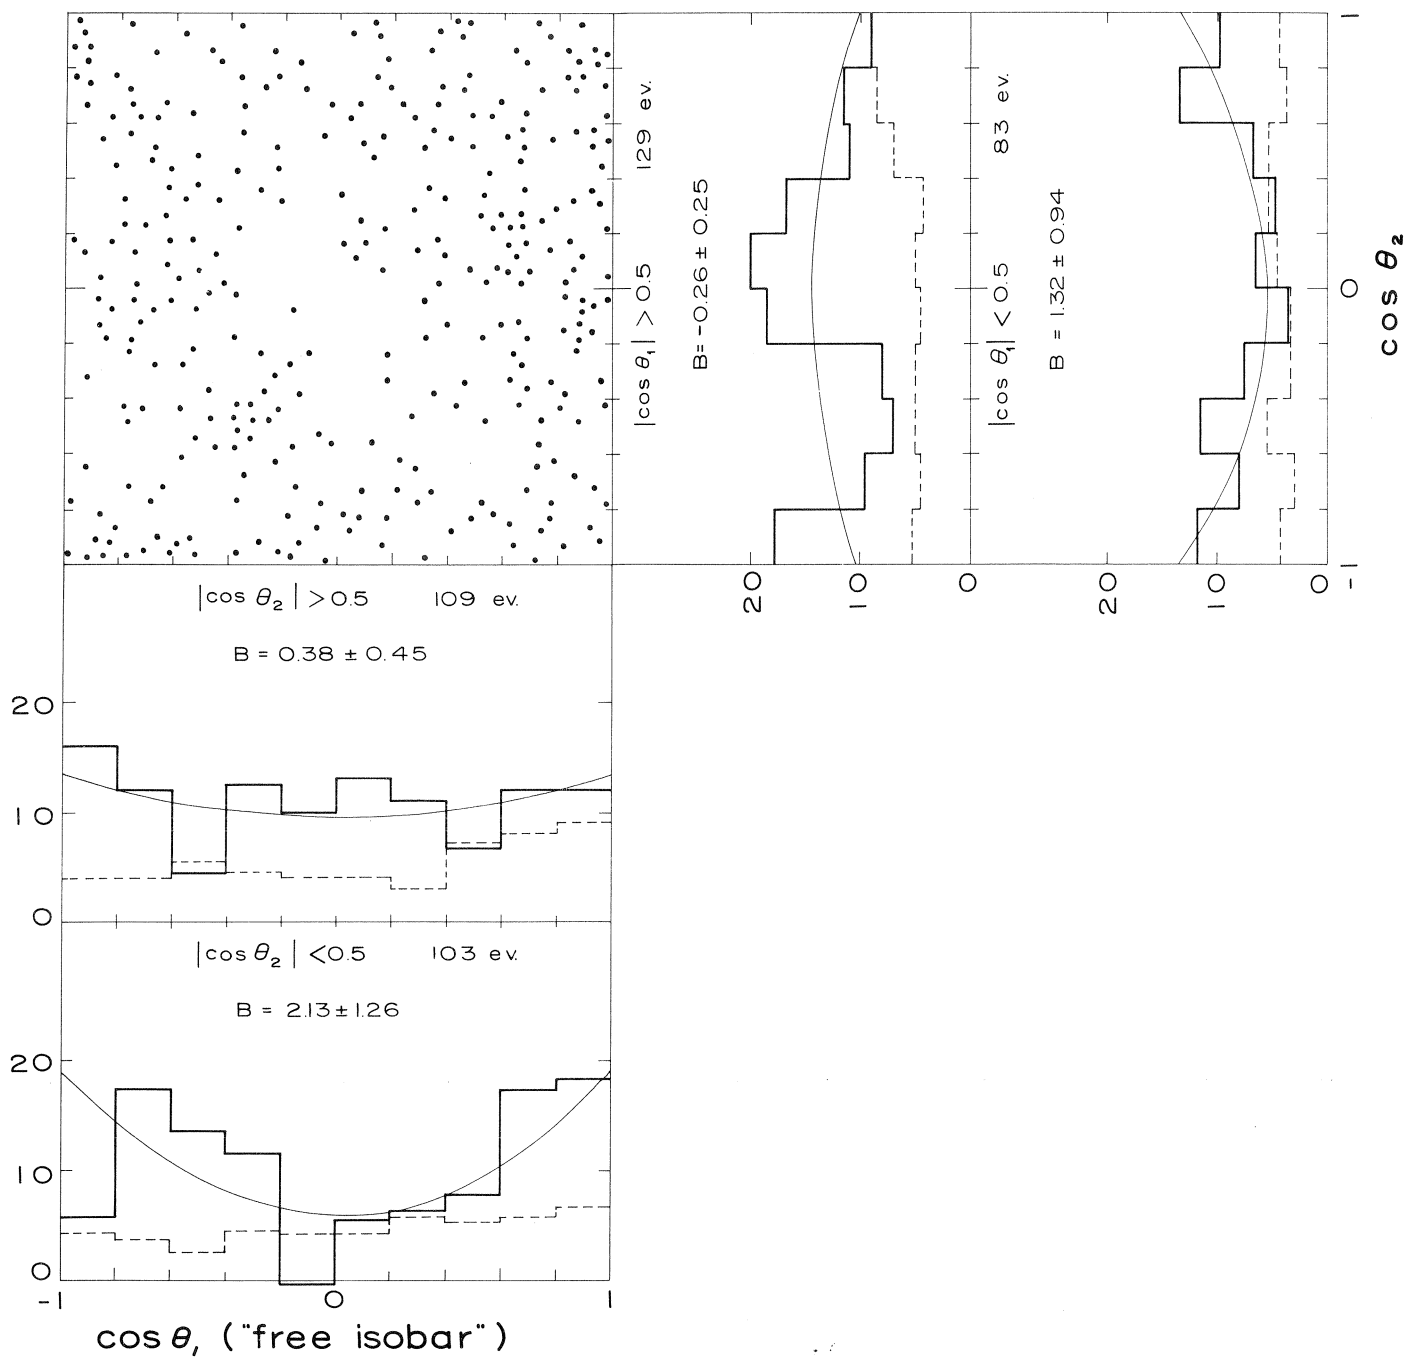 |cos θ₁| > 0.5 129 ev.
B = -0.26 ± 0.25
20
10
0
|cos θ₁| < 0.5 83 ev.
B = 1.32 ± 0.94
20
10
0
1
0
-1
cos θ₂
|cos θ₂| > 0.5 109 ev.
B = 0.38 ± 0.45
20
10
0
|cos θ₂| < 0.5 103 ev.
B = 2.13 ± 1.26
20
10
0
-1 0 1
cos θ₁ ("free isobar")